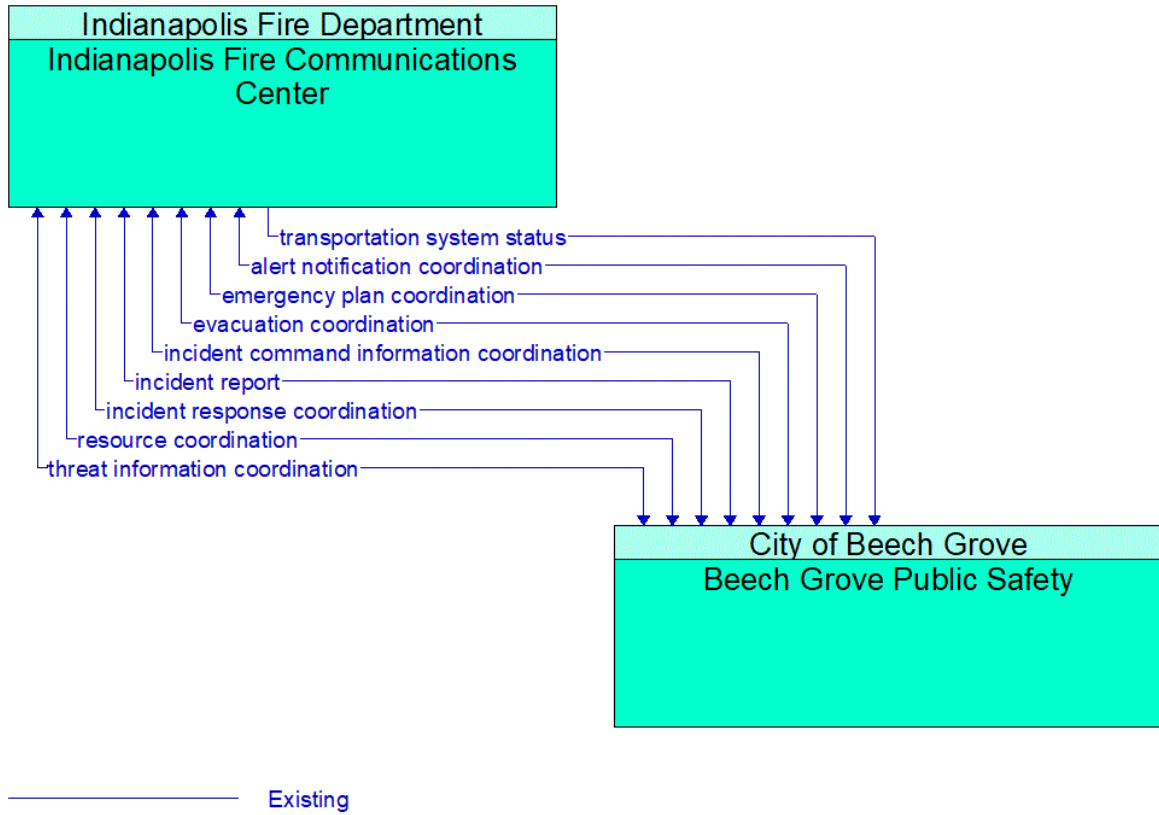 Indianapolis Fire Department
Indianapolis Fire Communications
Center
transportation system status
alert notification coordination
emergency plan coordination
evacuation coordination
incident command information coordination
incident report
incident response coordination
resource coordination
threat information coordination
City of Beech Grove
Beech Grove Public Safety
Existing